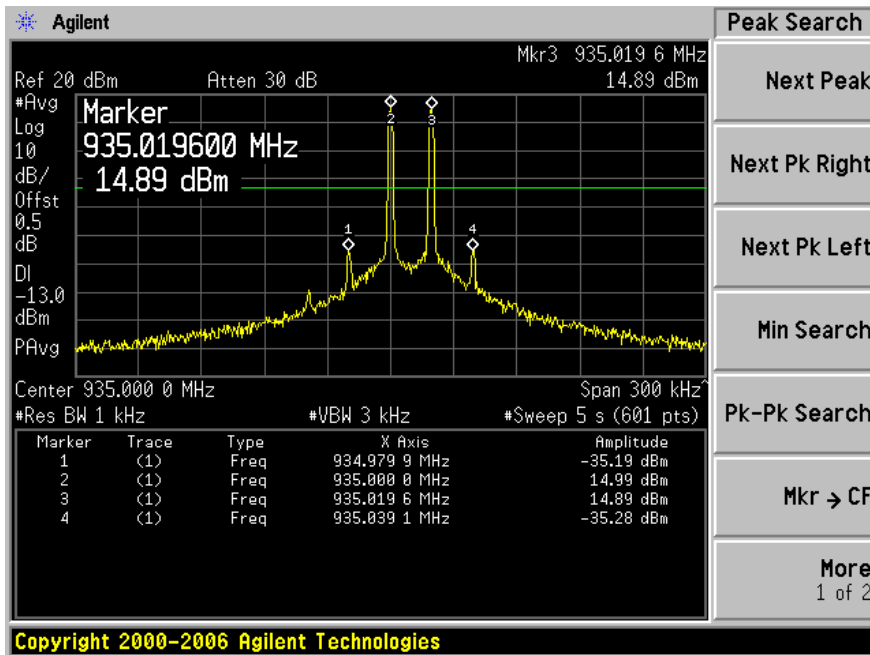 Agilent
Peak Search
Mkr3 935.019 6 MHz
Ref 20 dBm Atten 30 dB 14.89 dBm
#Avg
Log
10
dB/
Offst
0.5
dB
DI
-13.0
dBm
PAvg
Marker
935.019600 MHz
14.89 dBm
1
2
3
4
Center 935.000 0 MHz Span 300 kHz^
#Res BW 1 kHz #VBW 3 kHz #Sweep 5 s (601 pts)
Marker Trace Type X Axis Amplitude
1 (1) Freq 934.979 9 MHz -35.19 dBm
2 (1) Freq 935.000 0 MHz 14.99 dBm
3 (1) Freq 935.019 6 MHz 14.89 dBm
4 (1) Freq 935.039 1 MHz -35.28 dBm
Next Peak
Next Pk Right
Next Pk Left
Min Search
Pk-Pk Search
Mkr → CF
More
1 of 2
Copyright 2000-2006 Agilent Technologies